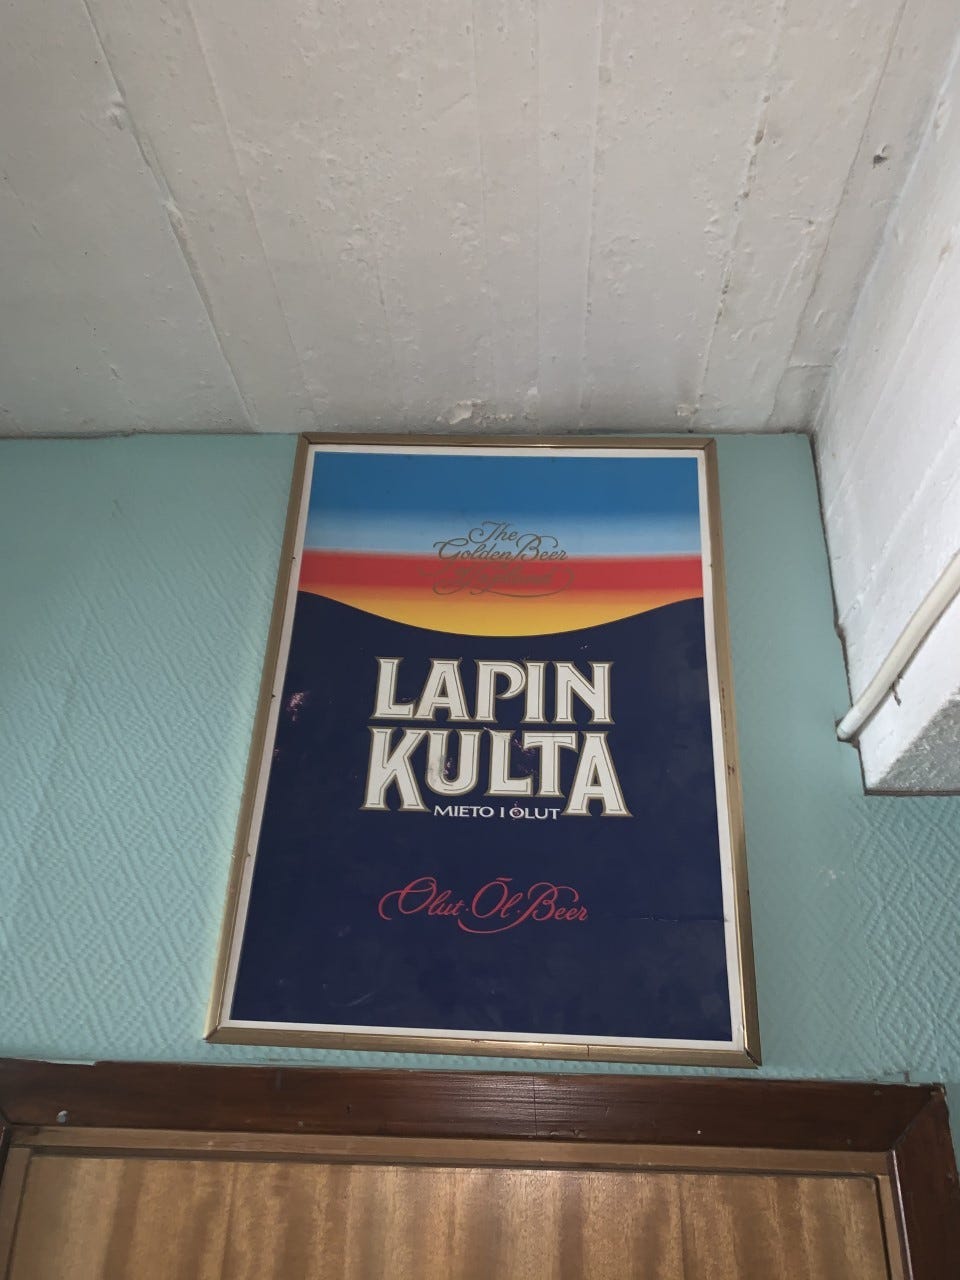 The
Golden Beer
LAPIN
KULTA
MIETO I OLUT
Olut · Öl · Beer